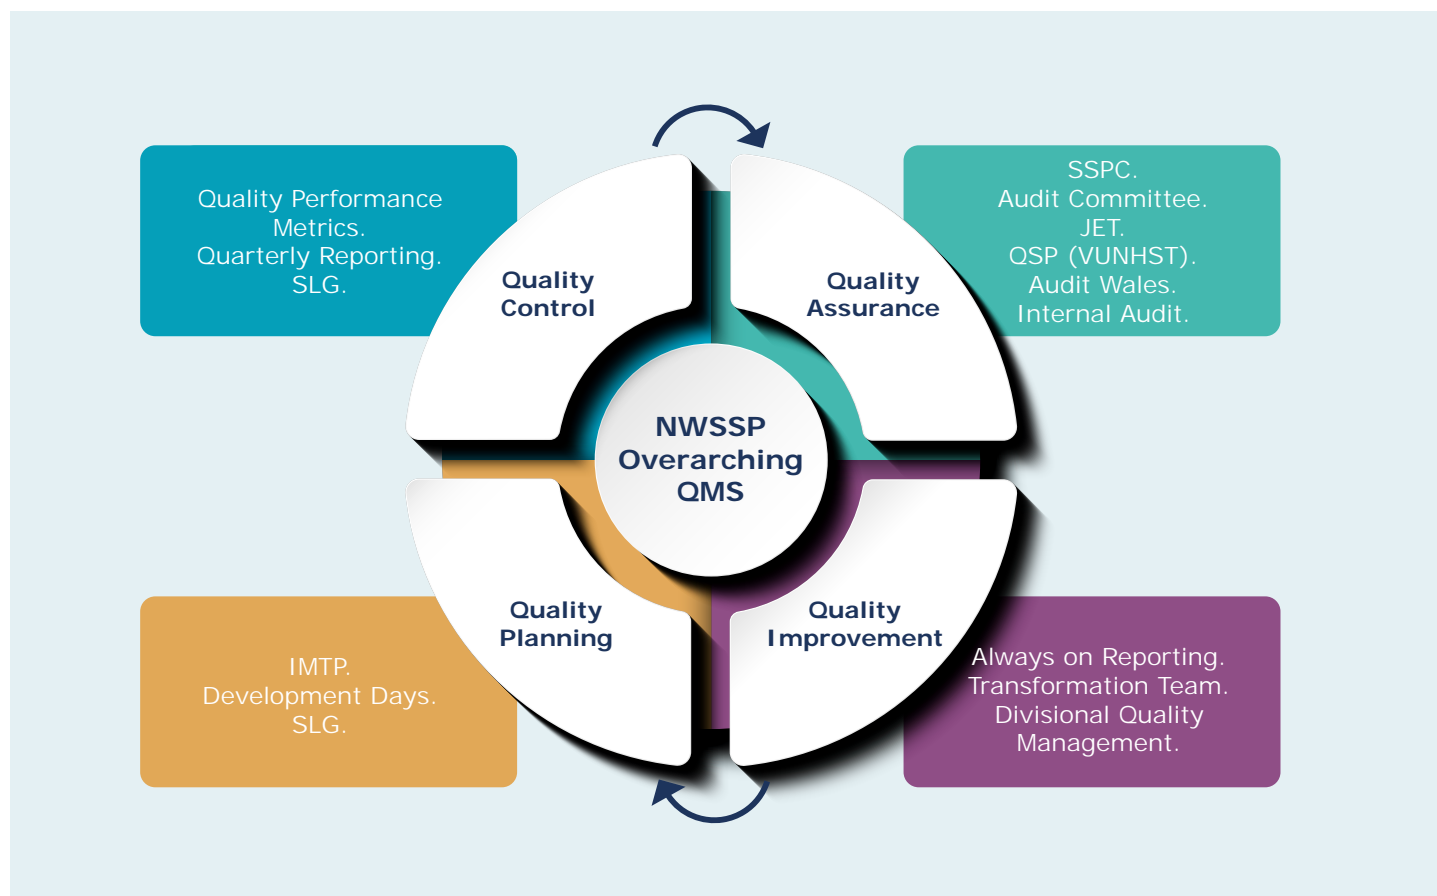 Quality Performance
Metrics.
Quarterly Reporting.
SLG.
Quality
Control
Quality
Assurance
SSPC.
Audit Committee.
JET.
QSP (VUNHST).
Audit Wales.
Internal Audit.
NWSSP
Overarching
QMS
IMTP.
Development Days.
SLG.
Quality
Planning
Quality
Improvement
Always on Reporting.
Transformation Team.
Divisional Quality
Management.